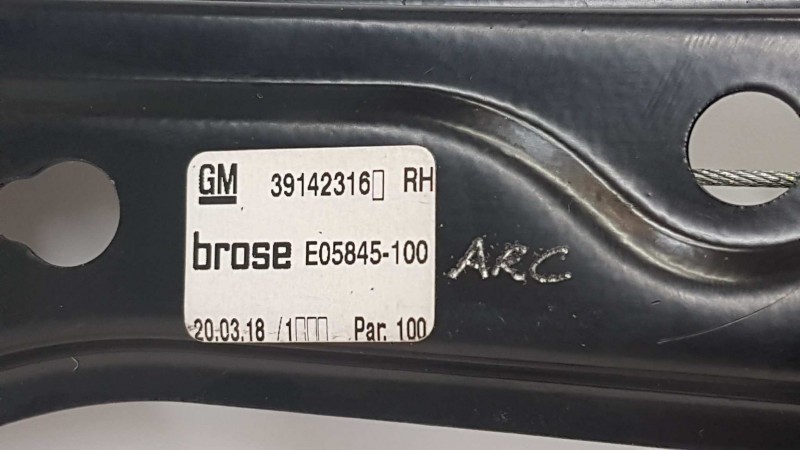 GM 39142316▯ RH
brose E05845-100
ARC
20.03.18 /1▯▯▯ Par. 100